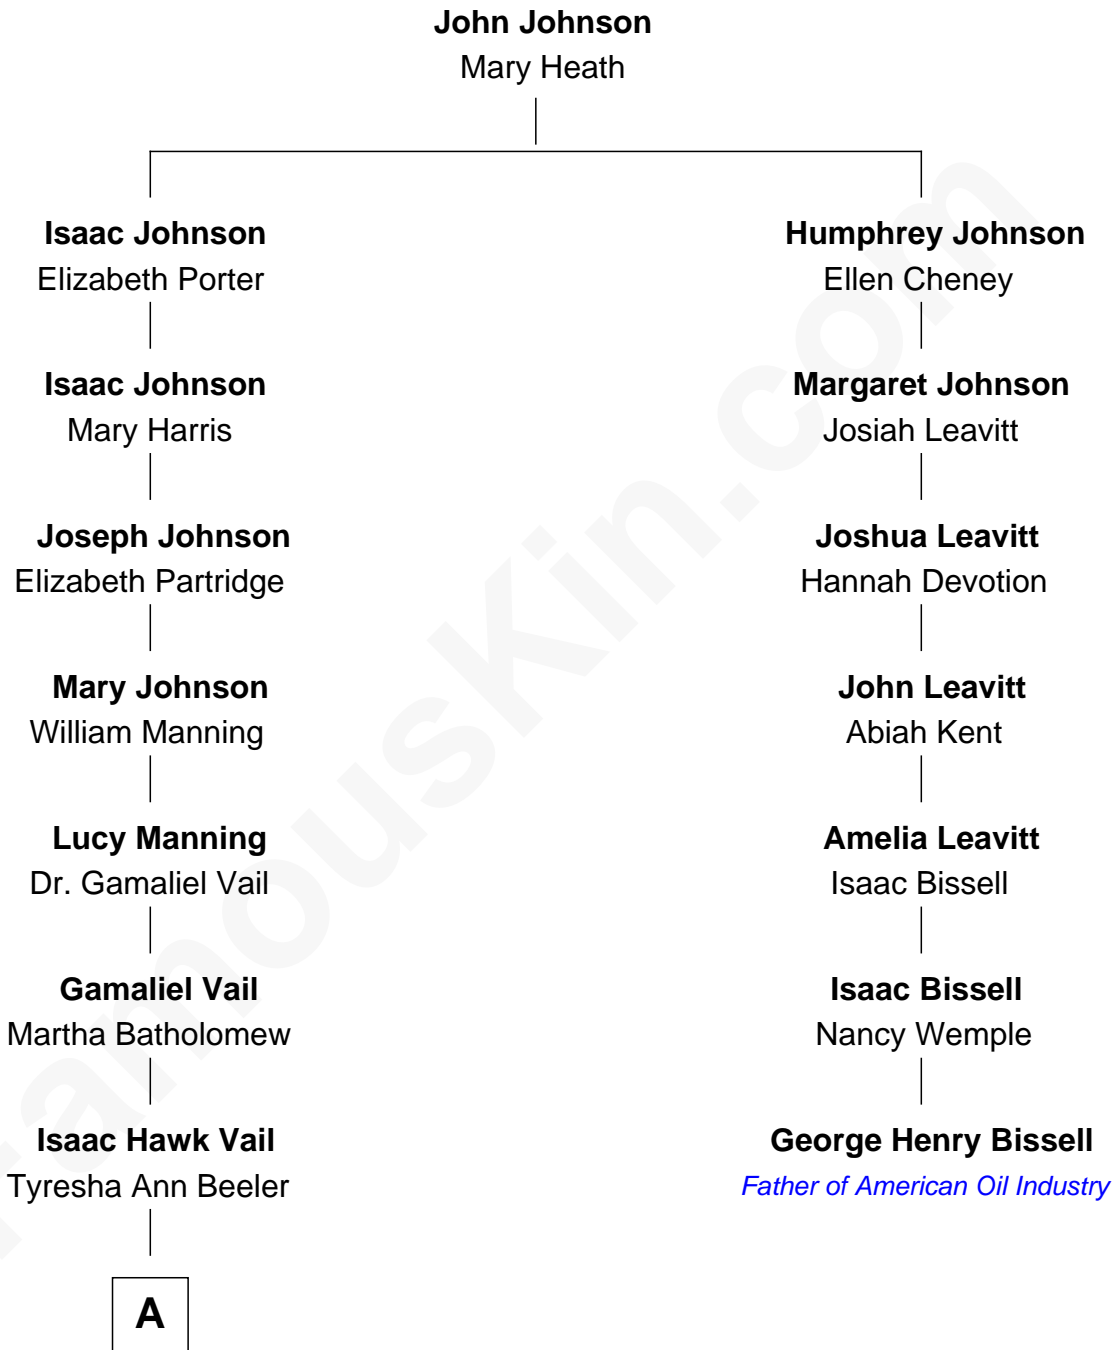 John Johnson
Mary Heath
Isaac Johnson
Elizabeth Porter
Humphrey Johnson
Ellen Cheney
Isaac Johnson
Mary Harris
Margaret Johnson
Josiah Leavitt
Joseph Johnson
Elizabeth Partridge
Joshua Leavitt
Hannah Devotion
Mary Johnson
William Manning
John Leavitt
Abiah Kent
Lucy Manning
Dr. Gamaliel Vail
Amelia Leavitt
Isaac Bissell
Gamaliel Vail
Martha Batholomew
Isaac Bissell
Nancy Wemple
Isaac Hawk Vail
Tyresha Ann Beeler
George Henry Bissell
Father of American Oil Industry
A
FamousKin.com